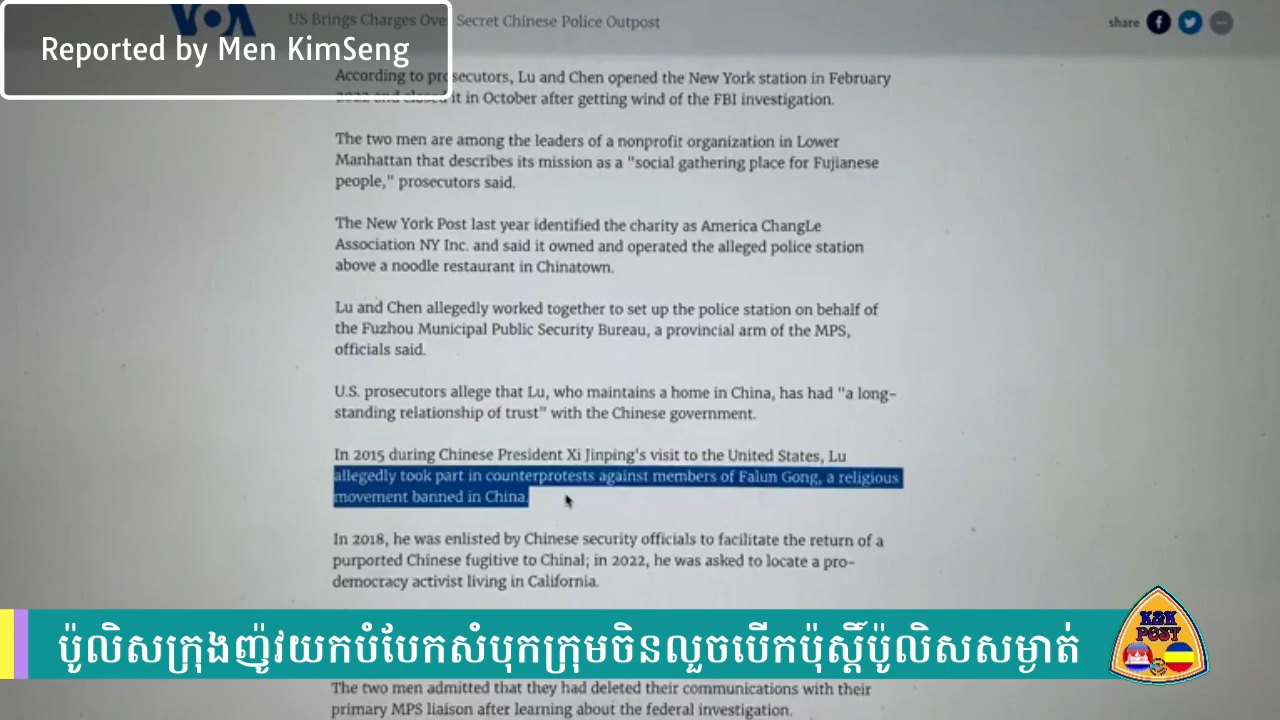 VOA
US Brings Charges Over Secret Chinese Police Outpost
share
Reported by Men KimSeng
According to prosecutors, Lu and Chen opened the New York station in February
2022 and closed it in October after getting wind of the FBI investigation.
The two men are among the leaders of a nonprofit organization in Lower
Manhattan that describes its mission as a "social gathering place for Fujianese
people," prosecutors said.
The New York Post last year identified the charity as America ChangLe
Association NY Inc. and said it owned and operated the alleged police station
above a noodle restaurant in Chinatown.
Lu and Chen allegedly worked together to set up the police station on behalf of
the Fuzhou Municipal Public Security Bureau, a provincial arm of the MPS,
officials said.
U.S. prosecutors allege that Lu, who maintains a home in China, has had "a long-
standing relationship of trust" with the Chinese government.
In 2015 during Chinese President Xi Jinping's visit to the United States, Lu
allegedly took part in counterprotests against members of Falun Gong, a religious
movement banned in China.
In 2018, he was enlisted by Chinese security officials to facilitate the return of a
purported Chinese fugitive to Chinal; in 2022, he was asked to locate a pro-
democracy activist living in California.
ប៉ូលិសក្រុងញ៉ូវយកបំបែកសំបុកក្រុមចិនលួចបើកប៉ុស្តិ៍ប៉ូលិសសម្ងាត់
K&K
POST
The two men admitted that they had deleted their communications with their
primary MPS liaison after learning about the federal investigation.